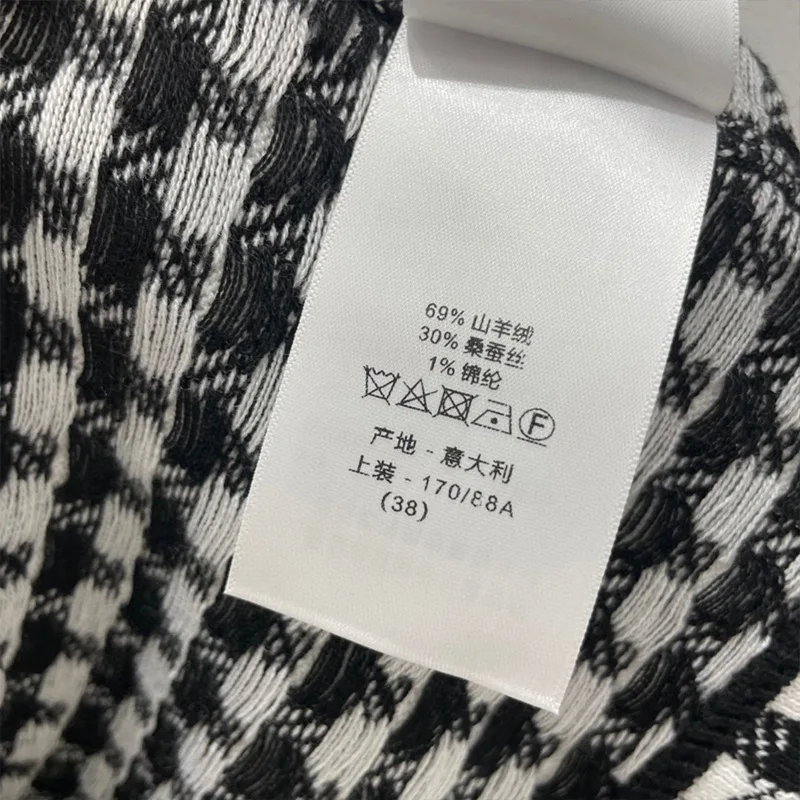 69% 山羊绒
30% 桑蚕丝
1% 锦纶
F
产地 - 意大利
上装 - 170/88A
(38)